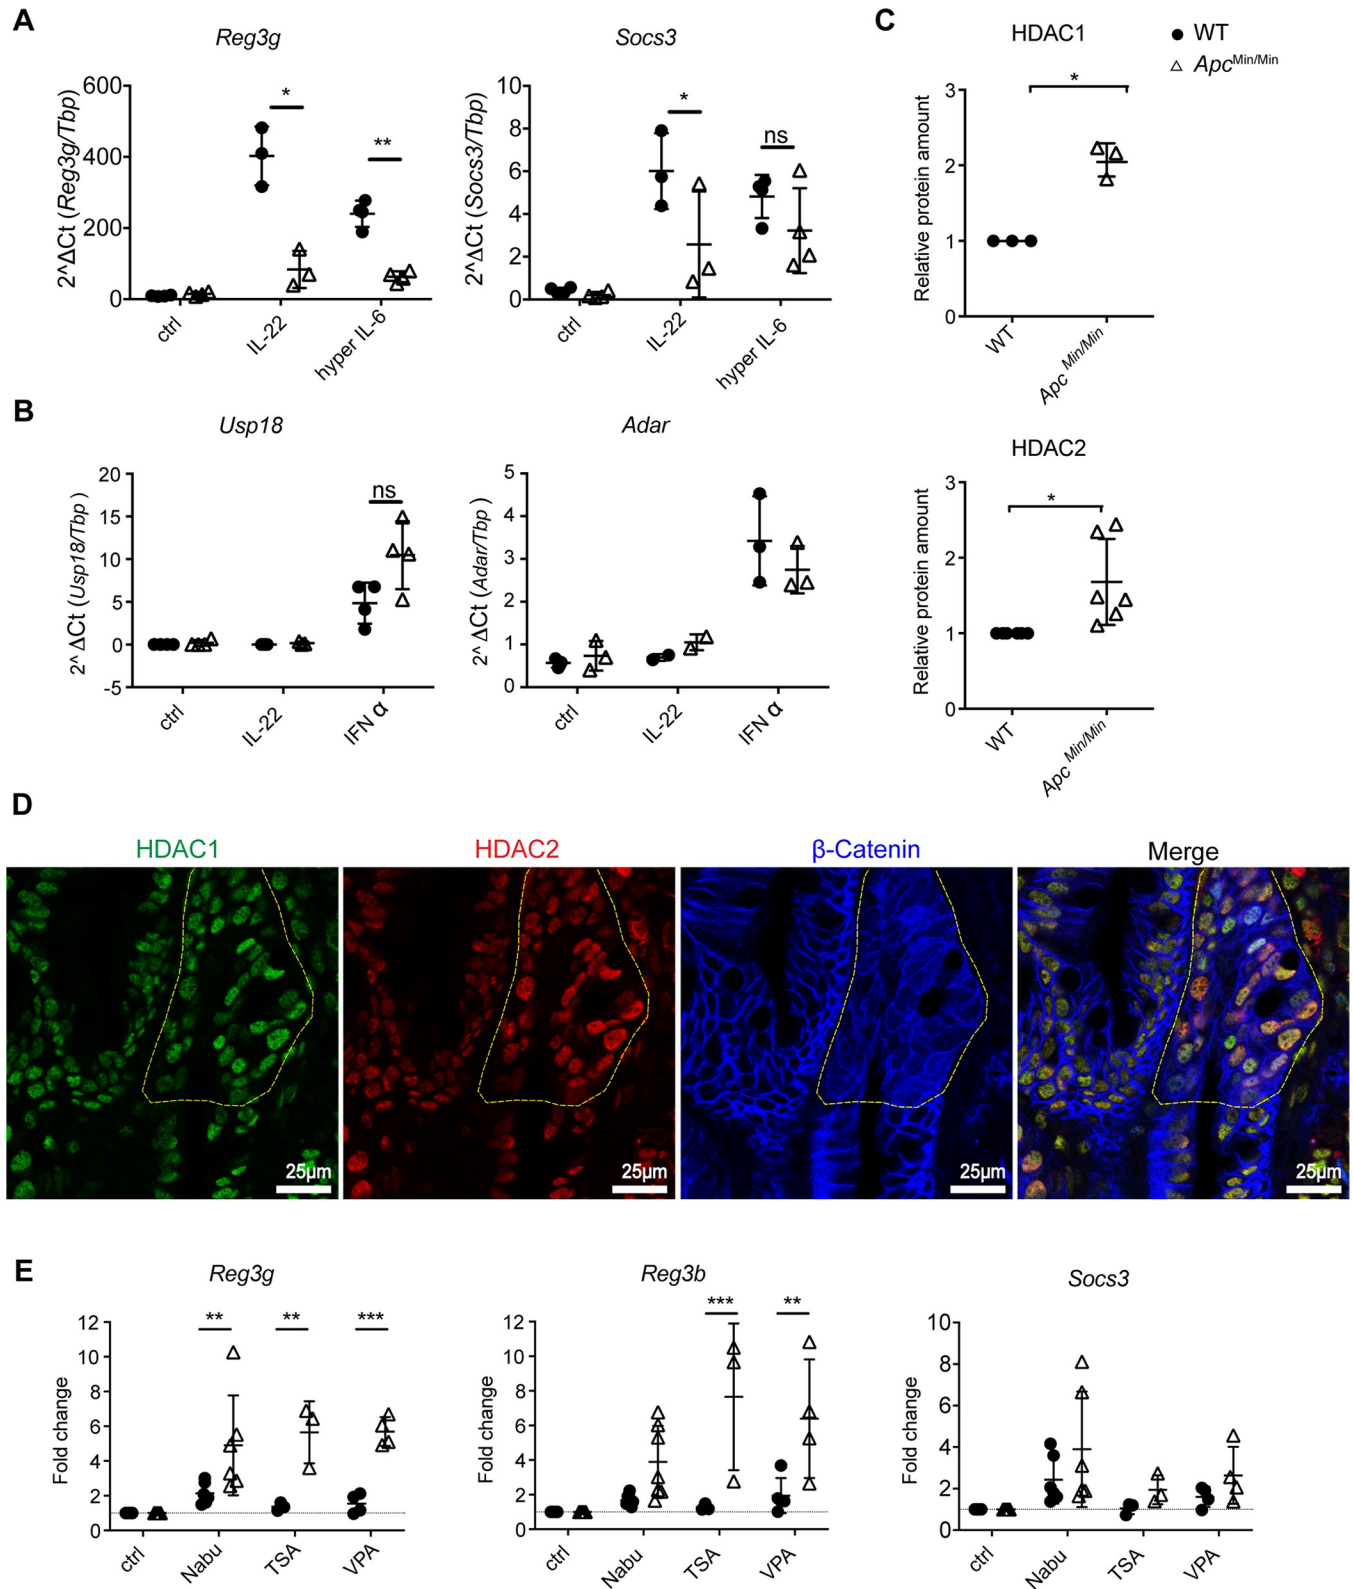 A
Reg3g
2^ΔΔCt (Reg3g/Tbp)
600
400
200
0
*
**
ctrl
IL-22
hyper IL-6
Socs3
2^ΔΔCt (Socs3/Tbp)
10
8
6
4
2
0
*
ns
ctrl
IL-22
hyper IL-6
C
HDAC1
WT
Apc Min/Min
Relative protein amount
3
2
1
0
*
WT
Apc Min/Min
B
Usp18
2^ ΔCt (Usp18/Tbp )
20
15
10
5
0
-5
ns
ctrl
IL-22
IFN α
Adar
2^ ΔCt (Adar/Tbp )
5
4
3
2
1
0
ctrl
IL-22
IFN α
HDAC2
Relative protein amount
3
2
1
0
*
WT
Apc Min/Min
D
HDAC1
HDAC2
β-Catenin
Merge
25μm
25μm
25μm
25μm
E
Reg3g
Fold change
12
10
8
6
4
2
0
**
**
***
ctrl
Nabu
TSA
VPA
Reg3b
Fold change
12
10
8
6
4
2
0
***
**
ctrl
Nabu
TSA
VPA
Socs3
Fold change
10
8
6
4
2
0
ctrl
Nabu
TSA
VPA